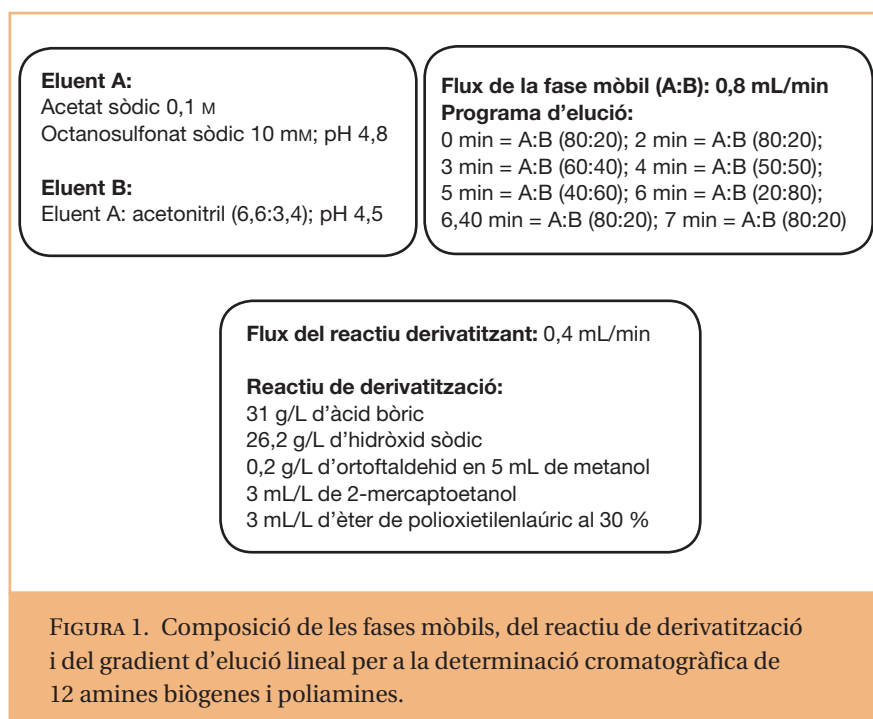 Eluent A:
Acetat sòdic 0,1 M
Octanosulfonat sòdic 10 mM; pH 4,8
Eluent B:
Eluent A: acetonitril (6,6:3,4); pH 4,5
Flux de la fase mòbil (A:B): 0,8 mL/min
Programa d’elució:
0 min = A:B (80:20); 2 min = A:B (80:20);
3 min = A:B (60:40); 4 min = A:B (50:50);
5 min = A:B (40:60); 6 min = A:B (20:80);
6,40 min = A:B (80:20); 7 min = A:B (80:20)
Flux del reactiu derivatitzant: 0,4 mL/min
Reactiu de derivatització:
31 g/L d’àcid bòric
26,2 g/L d’hidròxid sòdic
0,2 g/L d’ortoftaldehid en 5 mL de metanol
3 mL/L de 2-mercaptoetanol
3 mL/L d’èter de polioxietilenlaúric al 30 %
FIGURA 1. Composició de les fases mòbils, del reactiu de derivatització
i del gradient d’elució lineal per a la determinació cromatogràfica de
12 amines biògenes i poliamines.